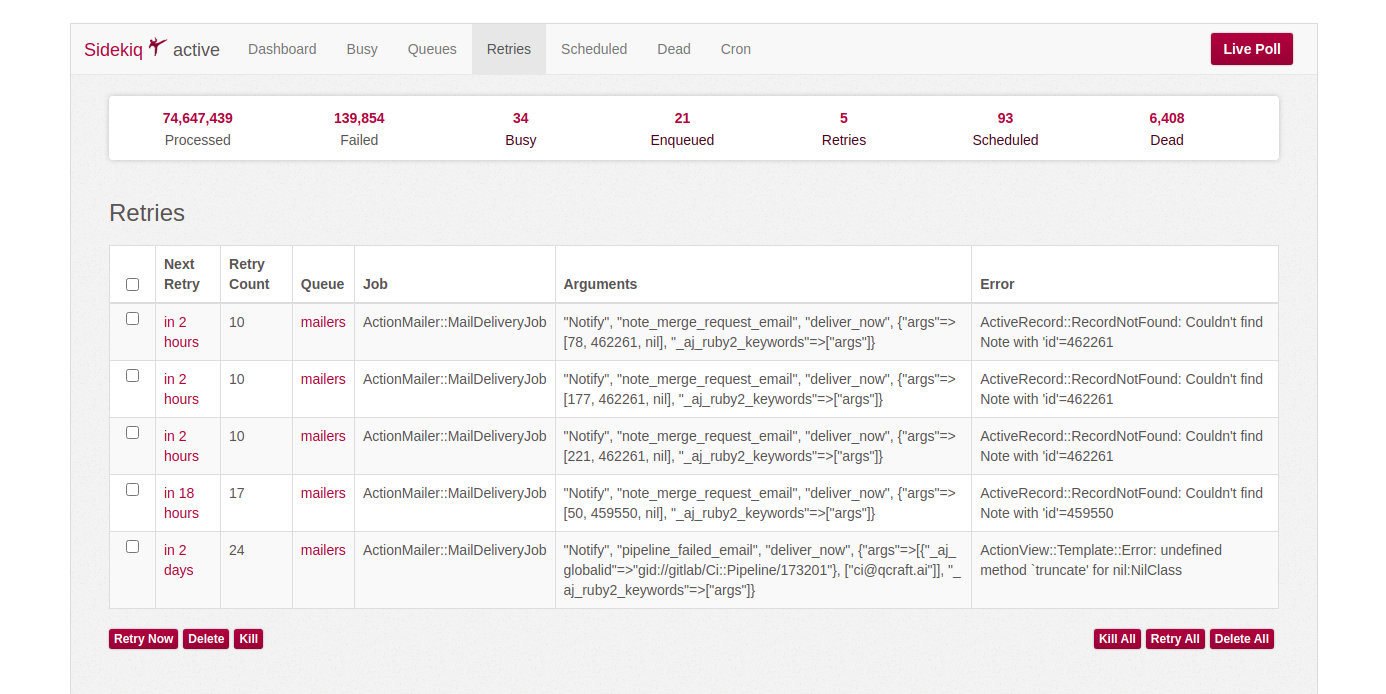 Sidekiq active Dashboard Busy Queues Retries Scheduled Dead Cron Live Poll
74,647,439 139,854 34 21 5 93 6,408
Processed Failed Busy Enqueued Retries Scheduled Dead
Retries
Next Retry
Retry Count Queue Job Arguments Error
in 2 10 mailers ActionMailer::MailDeliveryJob "Notify", "note_merge_request_email", "deliver_now", {"args"=> ActiveRecord::RecordNotFound: Couldn't find
hours [78, 462261, nil], "_aj_ruby2_keywords"=>["args"]} Note with 'id'=462261
in 2 10 mailers ActionMailer::MailDeliveryJob "Notify", "note_merge_request_email", "deliver_now", {"args"=> ActiveRecord::RecordNotFound: Couldn't find
hours [177, 462261, nil], "_aj_ruby2_keywords"=>["args"]} Note with 'id'=462261
in 2 10 mailers ActionMailer::MailDeliveryJob "Notify", "note_merge_request_email", "deliver_now", {"args"=> ActiveRecord::RecordNotFound: Couldn't find
hours [221, 462261, nil], "_aj_ruby2_keywords"=>["args"]} Note with 'id'=462261
in 18 17 mailers ActionMailer::MailDeliveryJob "Notify", "note_merge_request_email", "deliver_now", {"args"=> ActiveRecord::RecordNotFound: Couldn't find
hours [50, 459550, nil], "_aj_ruby2_keywords"=>["args"]} Note with 'id'=459550
in 2 24 mailers ActionMailer::MailDeliveryJob "Notify", "pipeline_failed_email", "deliver_now", {"args"=>[{"_aj_ ActionView::Template::Error: undefined
days globalid"=>"gid://gitlab/Ci::Pipeline/173201"}, ["ci@qcraft.ai"]], "_ method `truncate' for nil:NilClass
aj_ruby2_keywords"=>["args"]}
Retry Now Delete Kill Kill All Retry All Delete All